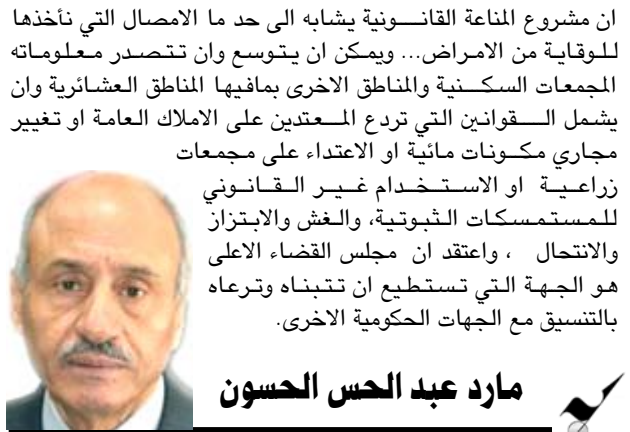 ان مشروع المناعة القانونية يشابه الى حد ما الامصال التي نأخذها
للوقاية من الامراض... ويمكن ان يتوسع وان تتصدر معلوماته
المجمعات السكنية والمناطق الاخرى بمافيها المناطق العشائرية وان
يشمل القوانين التي تردع المعتدين على الاملاك العامة او تغيير
مجاري مكونات مائية او الاعتداء على مجمعات
زراعية او الاستخدام غير القانوني
للمستمسكات الثبوتية، والغش والابتزاز
والانتحال ، واعتقد ان مجلس القضاء الاعلى
هو الجهة التي تستطيع ان تتبناه وترعاه
بالتنسيق مع الجهات الحكومية الاخرى.
مارد عبد الحس الحسون